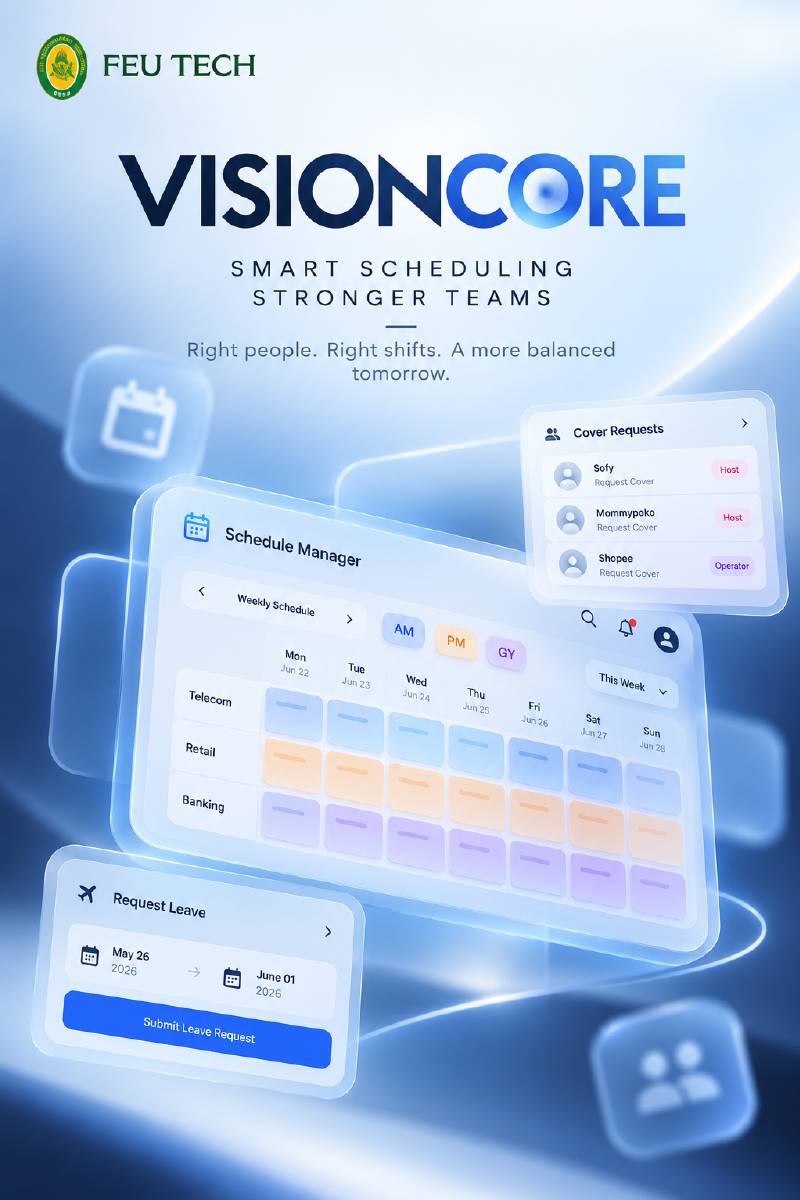 FEU TECH
VISIONCORE
SMART SCHEDULING
STRONGER TEAMS
Right people. Right shifts. A more balanced
tomorrow.
Cover Requests
Sofy
Request Cover
Host
Mommypoko
Request Cover
Host
Shopee
Request Cover
Operator
Schedule Manager
Weekly Schedule
AM
PM
GY
This Week
Mon
Jun 22
Tue
Jun 23
Wed
Jun 24
Thu
Jun 25
Fri
Jun 26
Sat
Jun 27
Sun
Jun 28
Telecom
Retail
Banking
Request Leave
May 26
2026
June 01
2026
Submit Leave Request